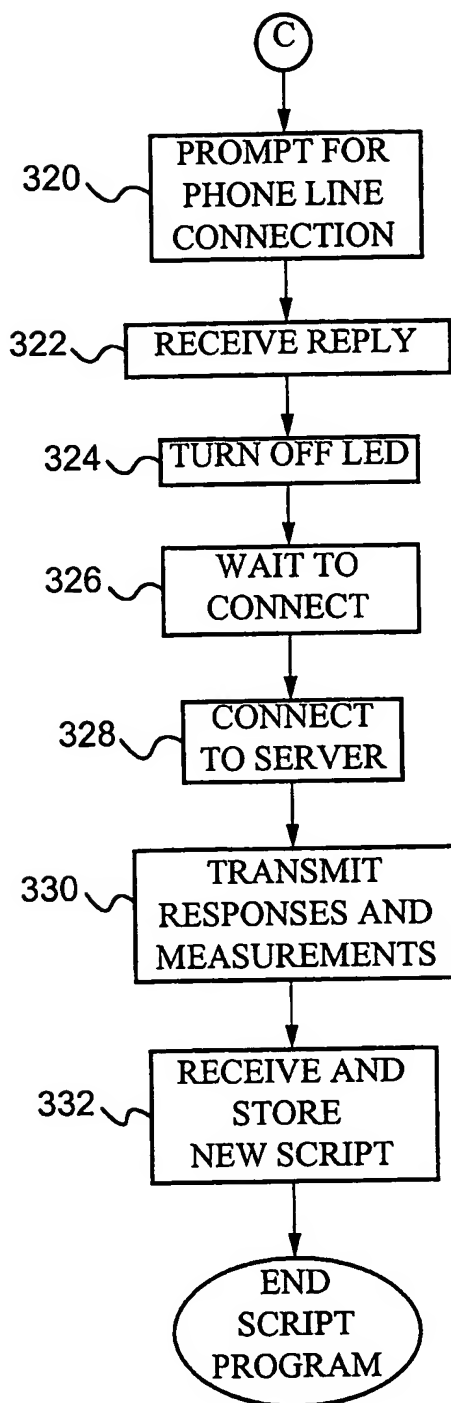 C
320
PROMPT FOR
PHONE LINE
CONNECTION
322
RECEIVE REPLY
324
TURN OFF LED
326
WAIT TO
CONNECT
328
CONNECT
TO SERVER
330
TRANSMIT
RESPONSES AND
MEASUREMENTS
332
RECEIVE AND
STORE
NEW SCRIPT
END
SCRIPT
PROGRAM